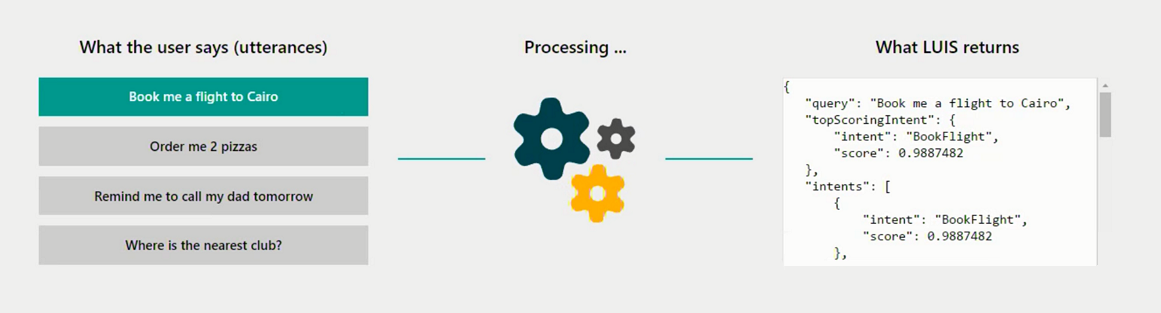 What the user says (utterances)
Book me a flight to Cairo
Order me 2 pizzas
Remind me to call my dad tomorrow
Where is the nearest club?
Processing ...
What LUIS returns
{
"query": "Book me a flight to Cairo",
"topScoringIntent": {
"intent": "BookFlight",
"score": 0.9887482
},
"intents": [
{
"intent": "BookFlight",
"score": 0.9887482
},